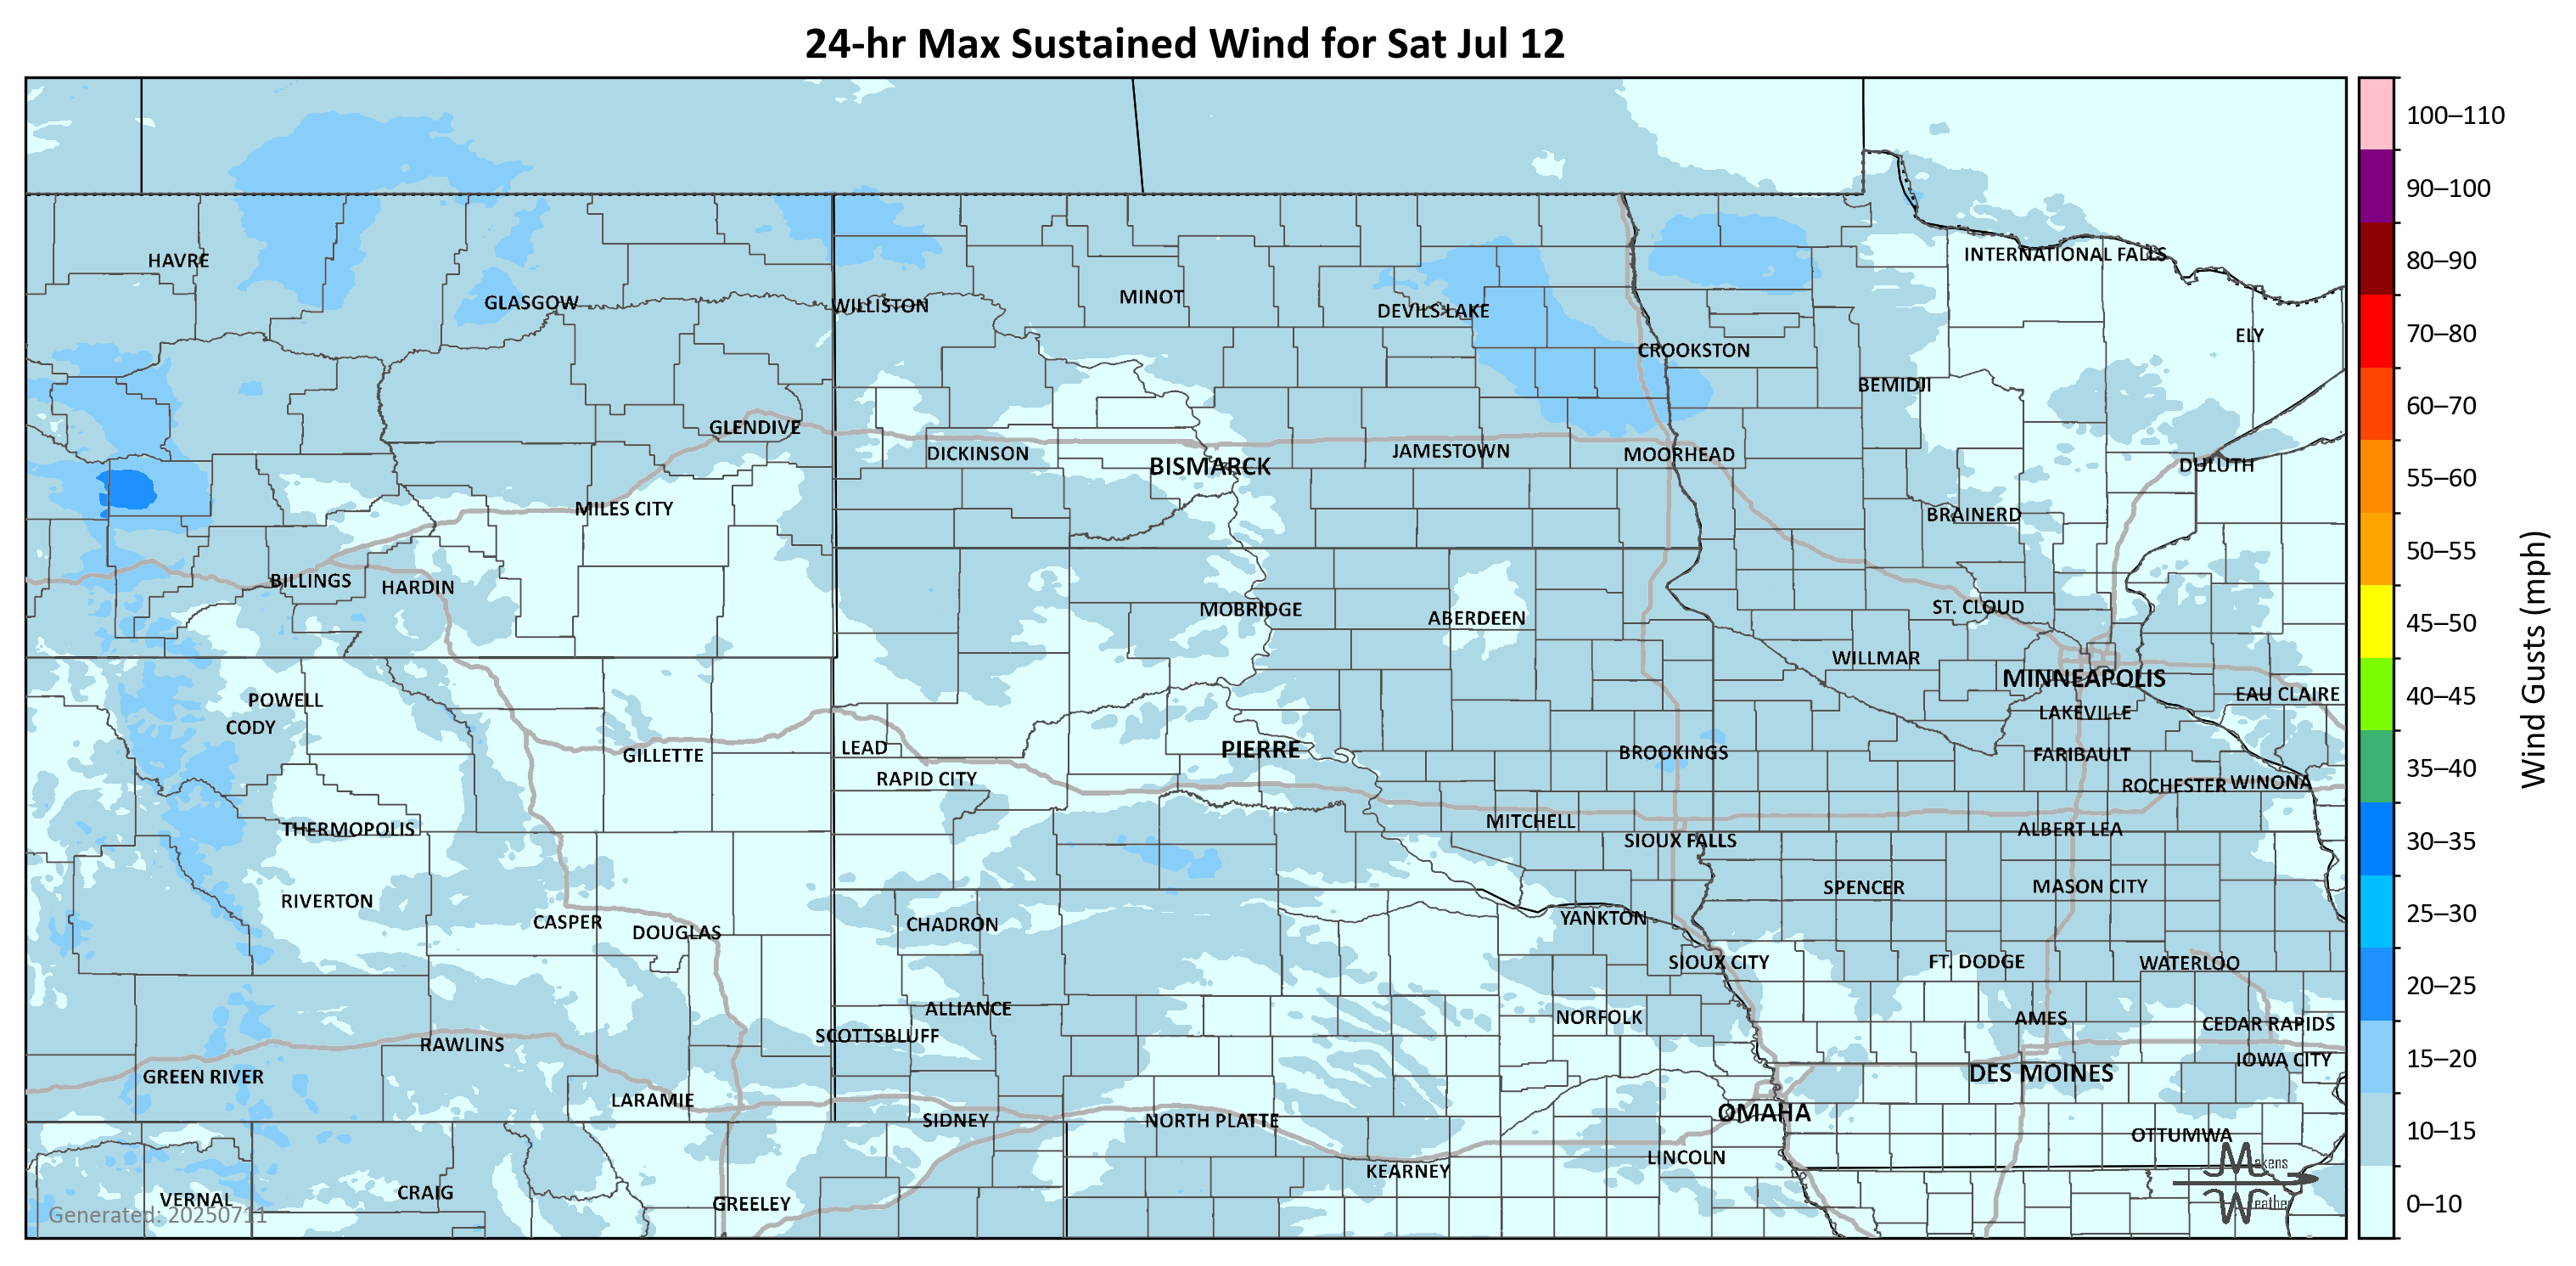 24-hr Max Sustained Wind for Sat Jul 12
100–110
90–100
80–90
70–80
60–70
55–60
50–55
45–50
40–45
35–40
30–35
25–30
20–25
15–20
10–15
0–10
Wind Gusts (mph)
HAVRE
INTERNATIONAL FALLS
GLASGOW
WILLISTON
MINOT
DEVILS LAKE
ELY
CROOKSTON
BEMIDJI
GLENDIVE
DICKINSON
BISMARCK
JAMESTOWN
MOORHEAD
DULUTH
MILES CITY
BRAINERD
BILLINGS
HARDIN
MOBRIDGE
ABERDEEN
ST. CLOUD
WILLMAR
MINNEAPOLIS
EAU CLAIRE
POWELL
CODY
LAKEVILLE
GILLETTE
LEAD
PIERRE
BROOKINGS
FARIBAULT
RAPID CITY
ROCHESTER
WINONA
THERMOPOLIS
MITCHELL
ALBERT LEA
SIOUX FALLS
RIVERTON
SPENCER
MASON CITY
CASPER
DOUGLAS
CHADRON
YANKTON
SIOUX CITY
FT. DODGE
WATERLOO
ALLIANCE
NORFOLK
AMES
CEDAR RAPIDS
SCOTTSBLUFF
RAWLINS
IOWA CITY
GREEN RIVER
DES MOINES
LARAMIE
SIDNEY
NORTH PLATTE
OMAHA
OTTUMWA
LINCOLN
KEARNEY
VERNAL
CRAIG
GREELEY
Generated: 20250711
Makens
Weather